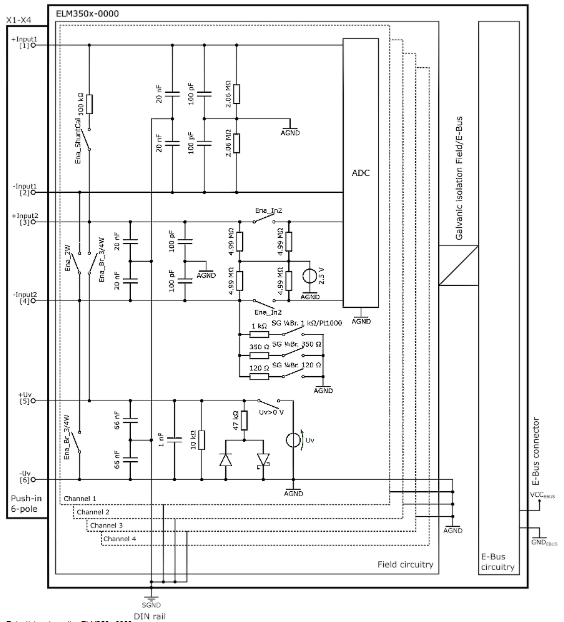 ELM350x-0000
X1-X4
+Input1
[1]
100 kΩ
Ena_ShuntCal
20 nF
100 pF
2.06 MΩ
AGND
20 nF
100 pF
2.06 MΩ
ADC
-Input1
[2]
+Input2
[3]
Ena_In2
Ena_2W
Ena_Br_3/4W
20 nF
100 pF
4.99 MΩ
4.99 MΩ
AGND
2.5 V
20 nF
100 pF
4.99 MΩ
4.99 MΩ
AGND
-Input2
[4]
Ena_In2
AGND
1 kΩ
SG ¼Br. 1 kΩ/Pt1000
350 Ω
SG ¼Br. 350 Ω
120 Ω
SG ¼Br. 120 Ω
AGND
+Uv
[5]
Ena_Br_3/4W
66 nF
1 nF
10 kΩ
47 kΩ
Uv>0 V
Uv
66 nF
-Uv
[6]
AGND
Push-in
6-pole
Channel 1
Channel 2
Channel 3
Channel 4
AGND
Field circuitry
Galvanic isolation Field/E-Bus
E-Bus
circuitry
E-Bus connector
VCC EBUS
GND EBUS
SGND
DIN rail